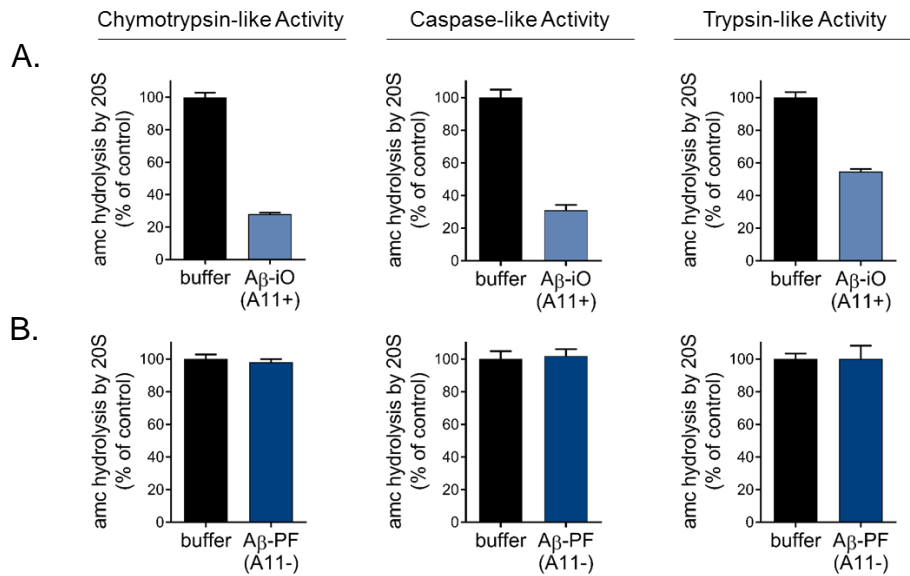 Chymotrypsin-like Activity
Caspase-like Activity
Trypsin-like Activity
A.
amc hydrolysis by 20S
(% of control)
100
80
60
40
20
0
buffer
Aβ-iO
(A11+)
amc hydrolysis by 20S
(% of control)
100
80
60
40
20
0
buffer
Aβ-iO
(A11+)
amc hydrolysis by 20S
(% of control)
100
80
60
40
20
0
buffer
Aβ-iO
(A11+)
B.
amc hydrolysis by 20S
(% of control)
100
80
60
40
20
0
buffer
Aβ-PF
(A11-)
amc hydrolysis by 20S
(% of control)
100
80
60
40
20
0
buffer
Aβ-PF
(A11-)
amc hydrolysis by 20S
(% of control)
100
80
60
40
20
0
buffer
Aβ-PF
(A11-)